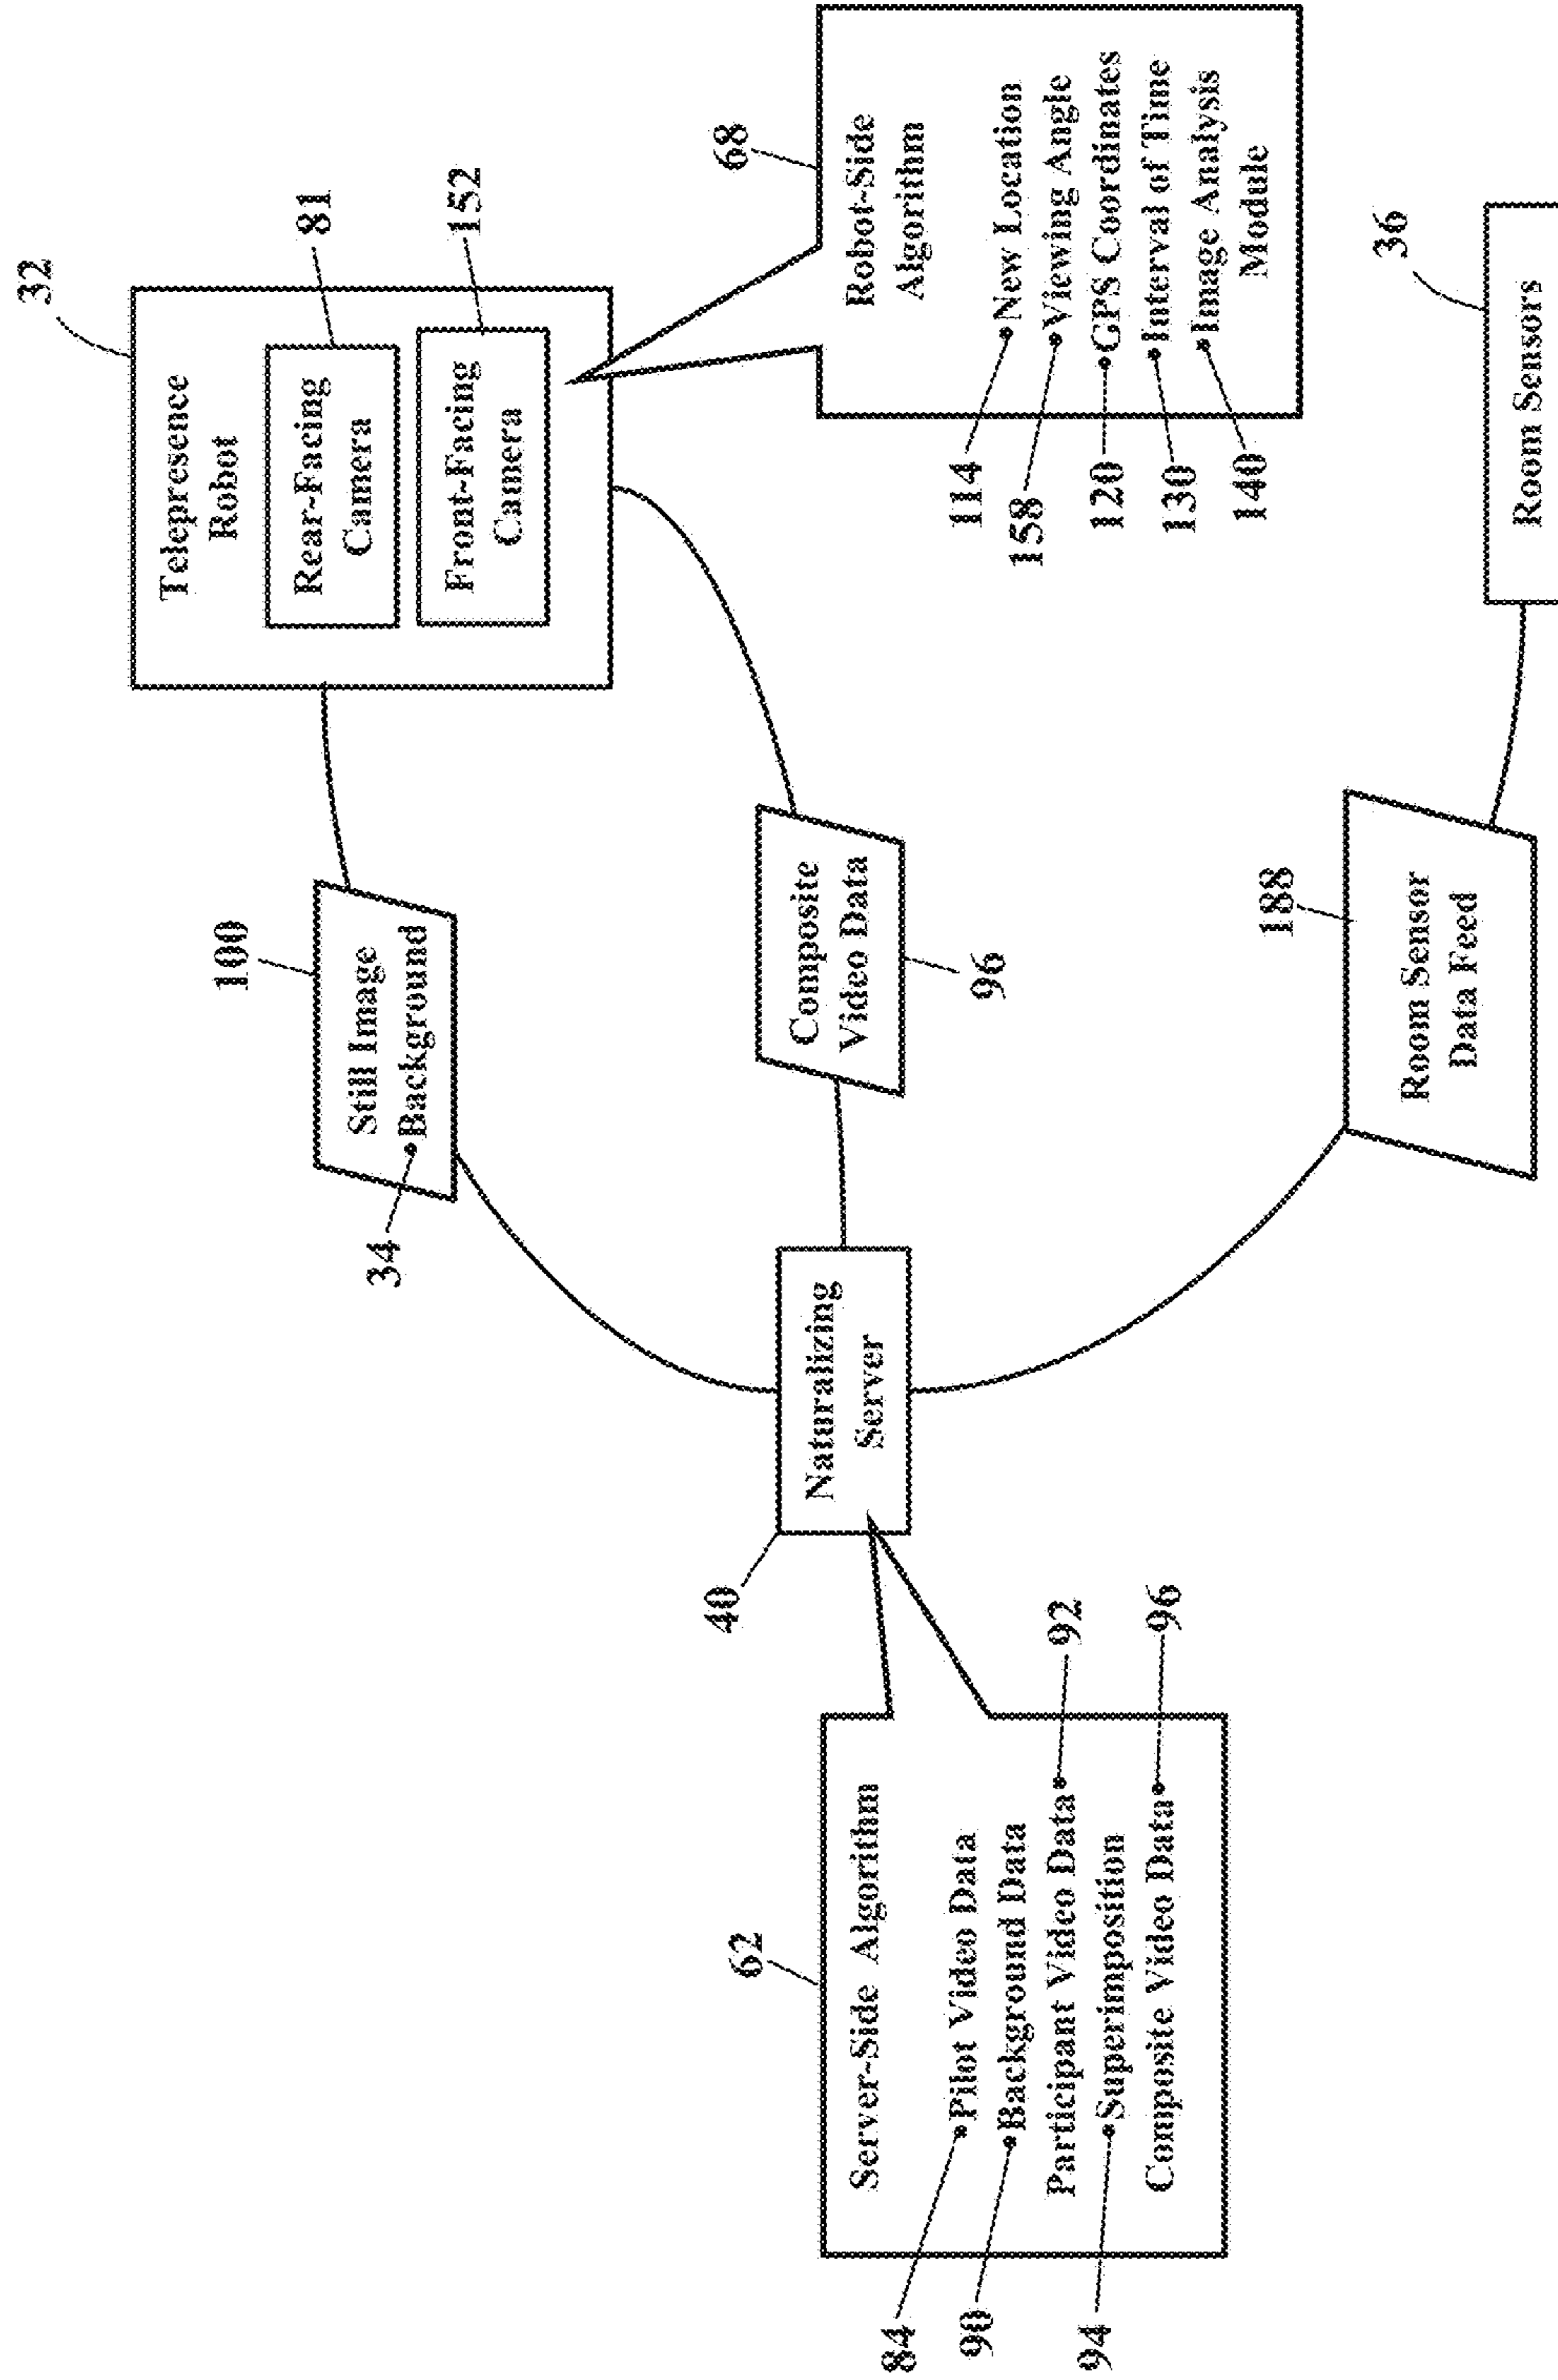 32
Telepresence
Robot
Rear-Facing
Camera
81
Front-Facing
Camera
152
68
Robot-Side
Algorithm
114
New Location
158
Viewing Angle
120
GPS Coordinates
130
Interval of Time
140
Image Analysis
Module
100
Still Image
34
Background
Composite
Video Data
96
188
Room Sensor
Data Feed
36
Room Sensors
40
Naturalizing
Server
62
Server-Side Algorithm
84
Pilot Video Data
90
Background Data
Participant Video Data
92
94
Superimposition
Composite Video Data
96